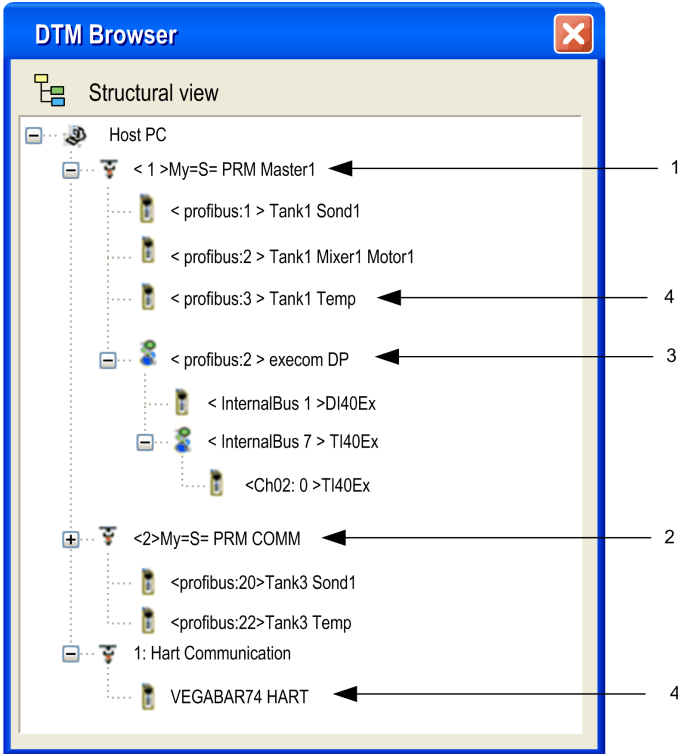 DTM Browser
Structural view
Host PC
< 1 >My=S= PRM Master1
1
< profibus:1 > Tank1 Sond1
< profibus:2 > Tank1 Mixer1 Motor1
< profibus:3 > Tank1 Temp
4
< profibus:2 > execom DP
3
< InternalBus 1 >DI40Ex
< InternalBus 7 > TI40Ex
<Ch02: 0 >TI40Ex
<2>My=S= PRM COMM
2
<profibus:20>Tank3 Sond1
<profibus:22>Tank3 Temp
1: Hart Communication
VEGABAR74 HART
4